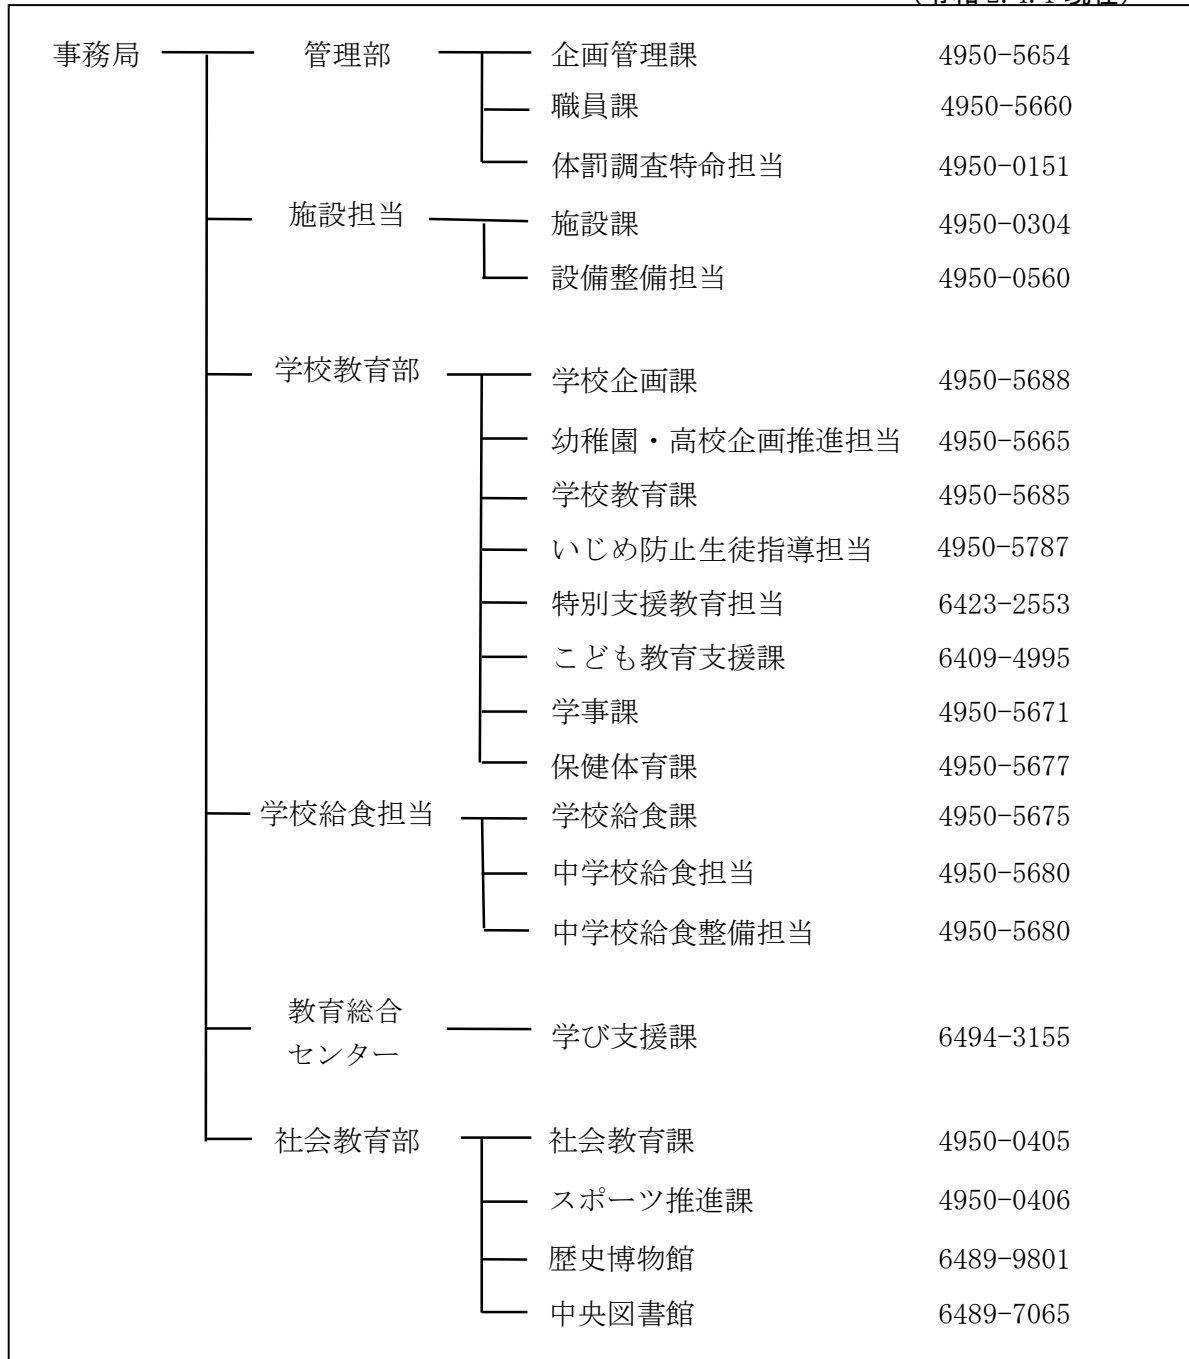 事務局 管理部 企画管理課 4950-5654
職員課 4950-5660
体罰調査特命担当 4950-0151
施設担当 施設課 4950-0304
設備整備担当 4950-0560
学校教育部 学校企画課 4950-5688
幼稚園・高校企画推進担当 4950-5665
学校教育課 4950-5685
いじめ防止生徒指導担当 4950-5787
特別支援教育担当 6423-2553
こども教育支援課 6409-4995
学事課 4950-5671
保健体育課 4950-5677
学校給食担当 学校給食課 4950-5675
中学校給食担当 4950-5680
中学校給食整備担当 4950-5680
教育総合
センター 学び支援課 6494-3155
社会教育部 社会教育課 4950-0405
スポーツ推進課 4950-0406
歴史博物館 6489-9801
中央図書館 6489-7065